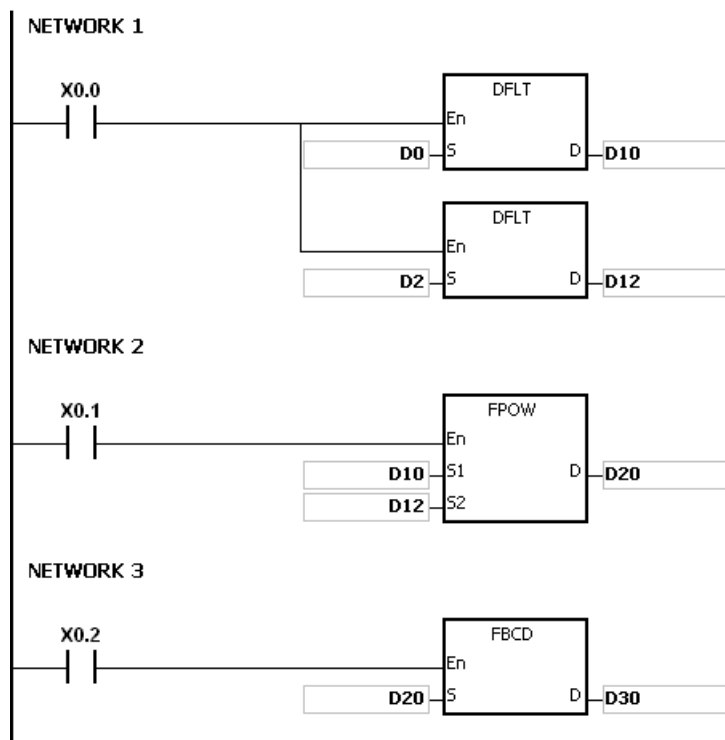 NETWORK 1
X0.0
DFLT
En
D0 S D D10
DFLT
En
D2 S D D12
NETWORK 2
X0.1
FPOW
En
D10 S1 D D20
D12 S2
NETWORK 3
X0.2
FBCD
En
D20 S D D30